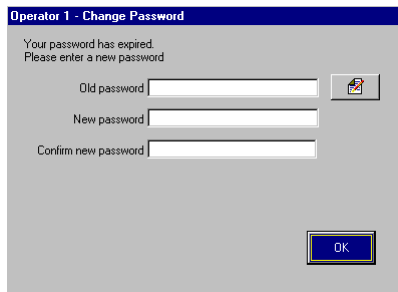 Operator 1 - Change Password
Your password has expired.
Please enter a new password
Old password
New password
Confirm new password
OK